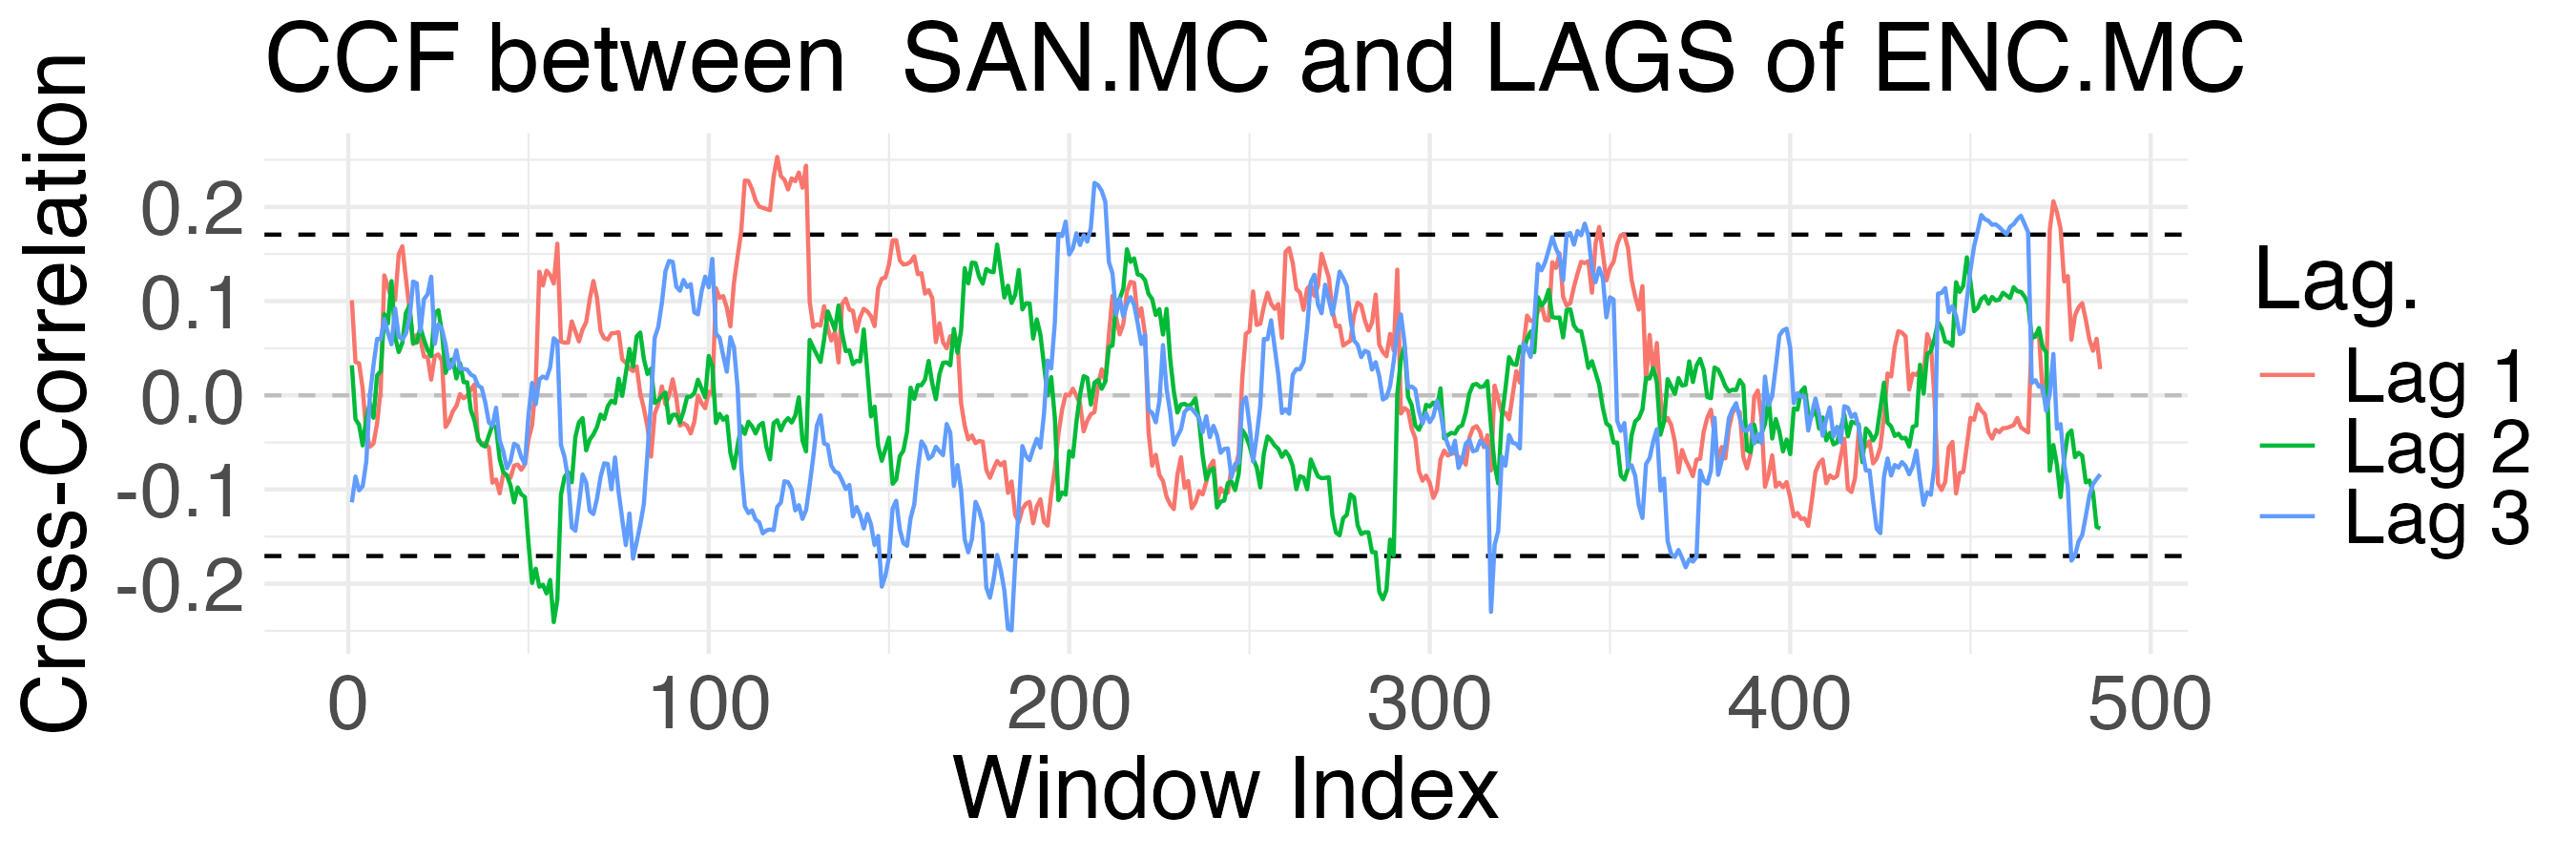 CCF between  SAN.MC and LAGS of ENC.MC
Cross-Correlation
0.2
0.1
0.0
-0.1
-0.2
0 100 200 300 400 500
Window Index
Lag.
Lag 1
Lag 2
Lag 3